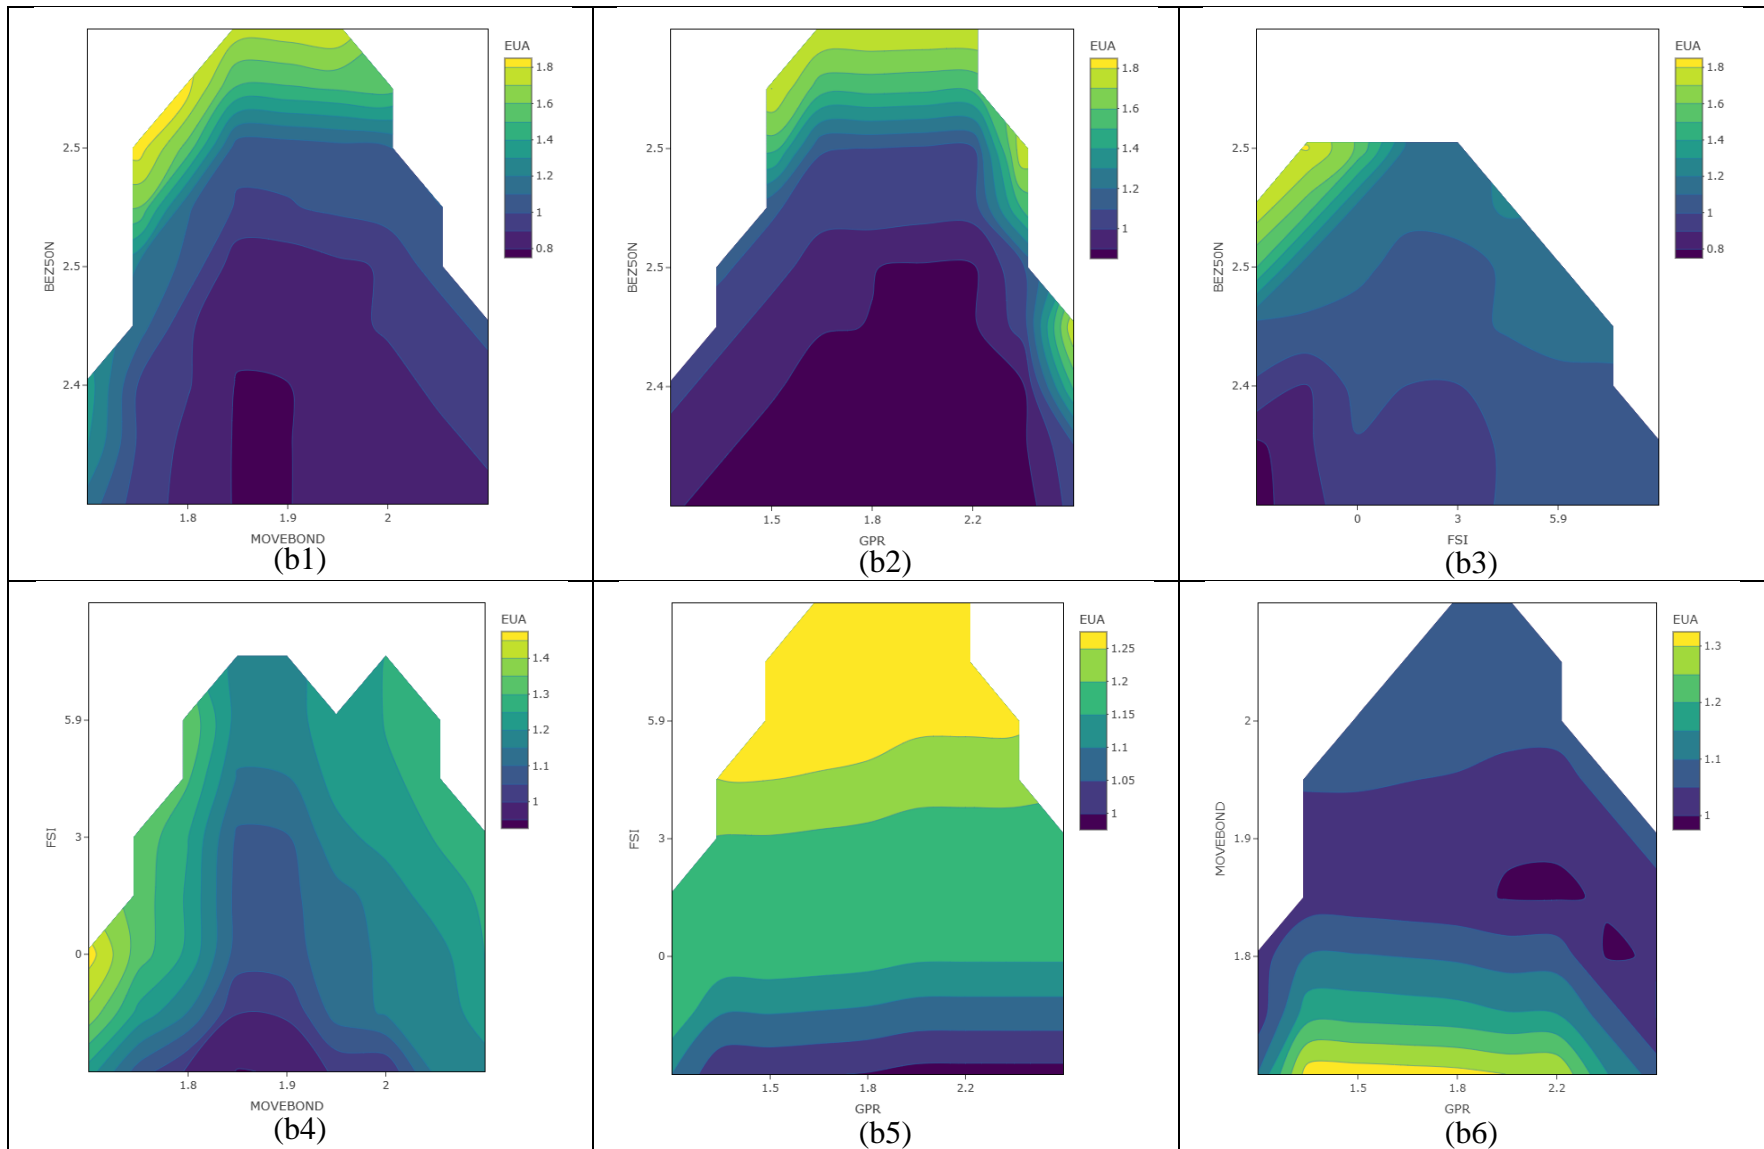 EUA
1.8
1.6
1.4
1.2
1
0.8
BEZ50N
2.5
2.5
2.4
1.8
1.9
2
MOVEBOND
(b1)
EUA
1.8
1.6
1.4
1.2
1
BEZ50N
2.5
2.5
2.4
1.5
1.8
2.2
GPR
(b2)
EUA
1.8
1.6
1.4
1.2
1
0.8
BEZ50N
2.5
2.5
2.4
0
3
5.9
FSI
(b3)
EUA
1.4
1.3
1.2
1.1
1
FSI
5.9
3
0
1.8
1.9
2
MOVEBOND
(b4)
EUA
1.25
1.2
1.15
1.1
1.05
1
FSI
5.9
3
0
1.5
1.8
2.2
GPR
(b5)
EUA
1.3
1.2
1.1
1
MOVEBOND
2
1.9
1.8
1.5
1.8
2.2
GPR
(b6)